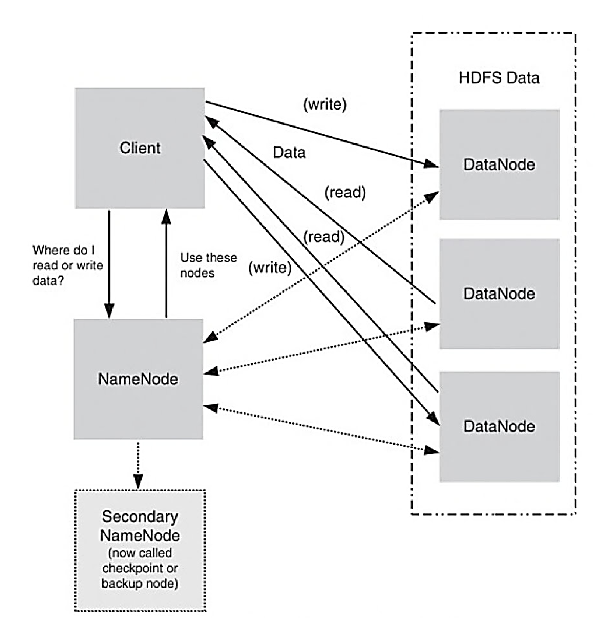 HDFS Data
(write)
Client
Data
DataNode
(read)
(read)
Where do I
read or write
data?
Use these
nodes
(write)
DataNode
NameNode
DataNode
Secondary
NameNode
(now called
checkpoint or
backup node)